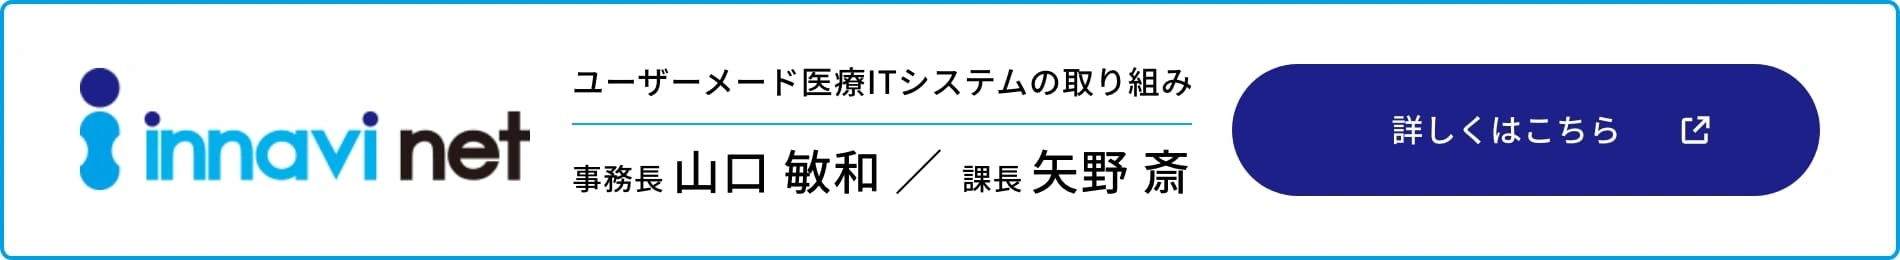 innavi net
ユーザーメード医療ITシステムの取り組み
事務長 山口 敏和 ／ 課長 矢野 斎
詳しくはこちら